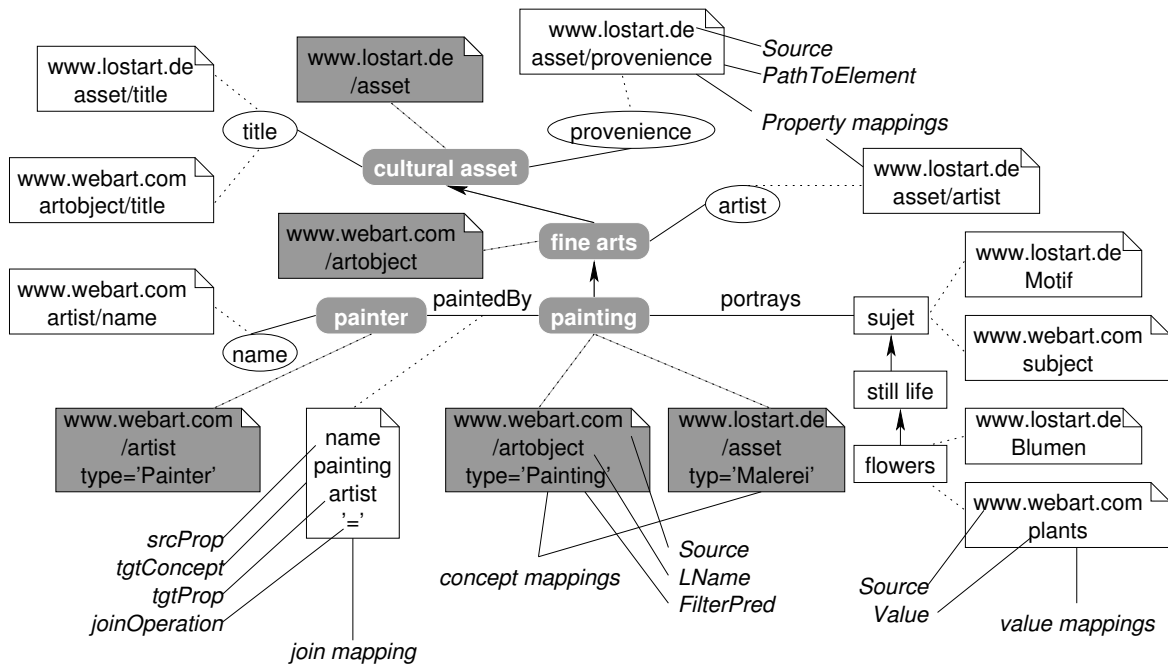 www.lostart.de
asset/title
www.lostart.de
/asset
www.lostart.de
asset/provenience
Source
PathToElement
title
provenience
Property mappings
cultural asset
www.webart.com
artobject/title
www.lostart.de
asset/artist
artist
www.webart.com
/artobject
fine arts
www.webart.com
artist/name
www.lostart.de
Motif
paintedBy
portrays
painter
painting
sujet
name
www.webart.com
subject
still life
www.webart.com
/artist
type='Painter'
name
painting
artist
'='
www.webart.com
/artobject
type='Painting'
www.lostart.de
/asset
typ='Malerei'
www.lostart.de
Blumen
flowers
www.webart.com
plants
srcProp
tgtConcept
tgtProp
joinOperation
join mapping
concept mappings
Source
LName
FilterPred
Source
Value
value mappings